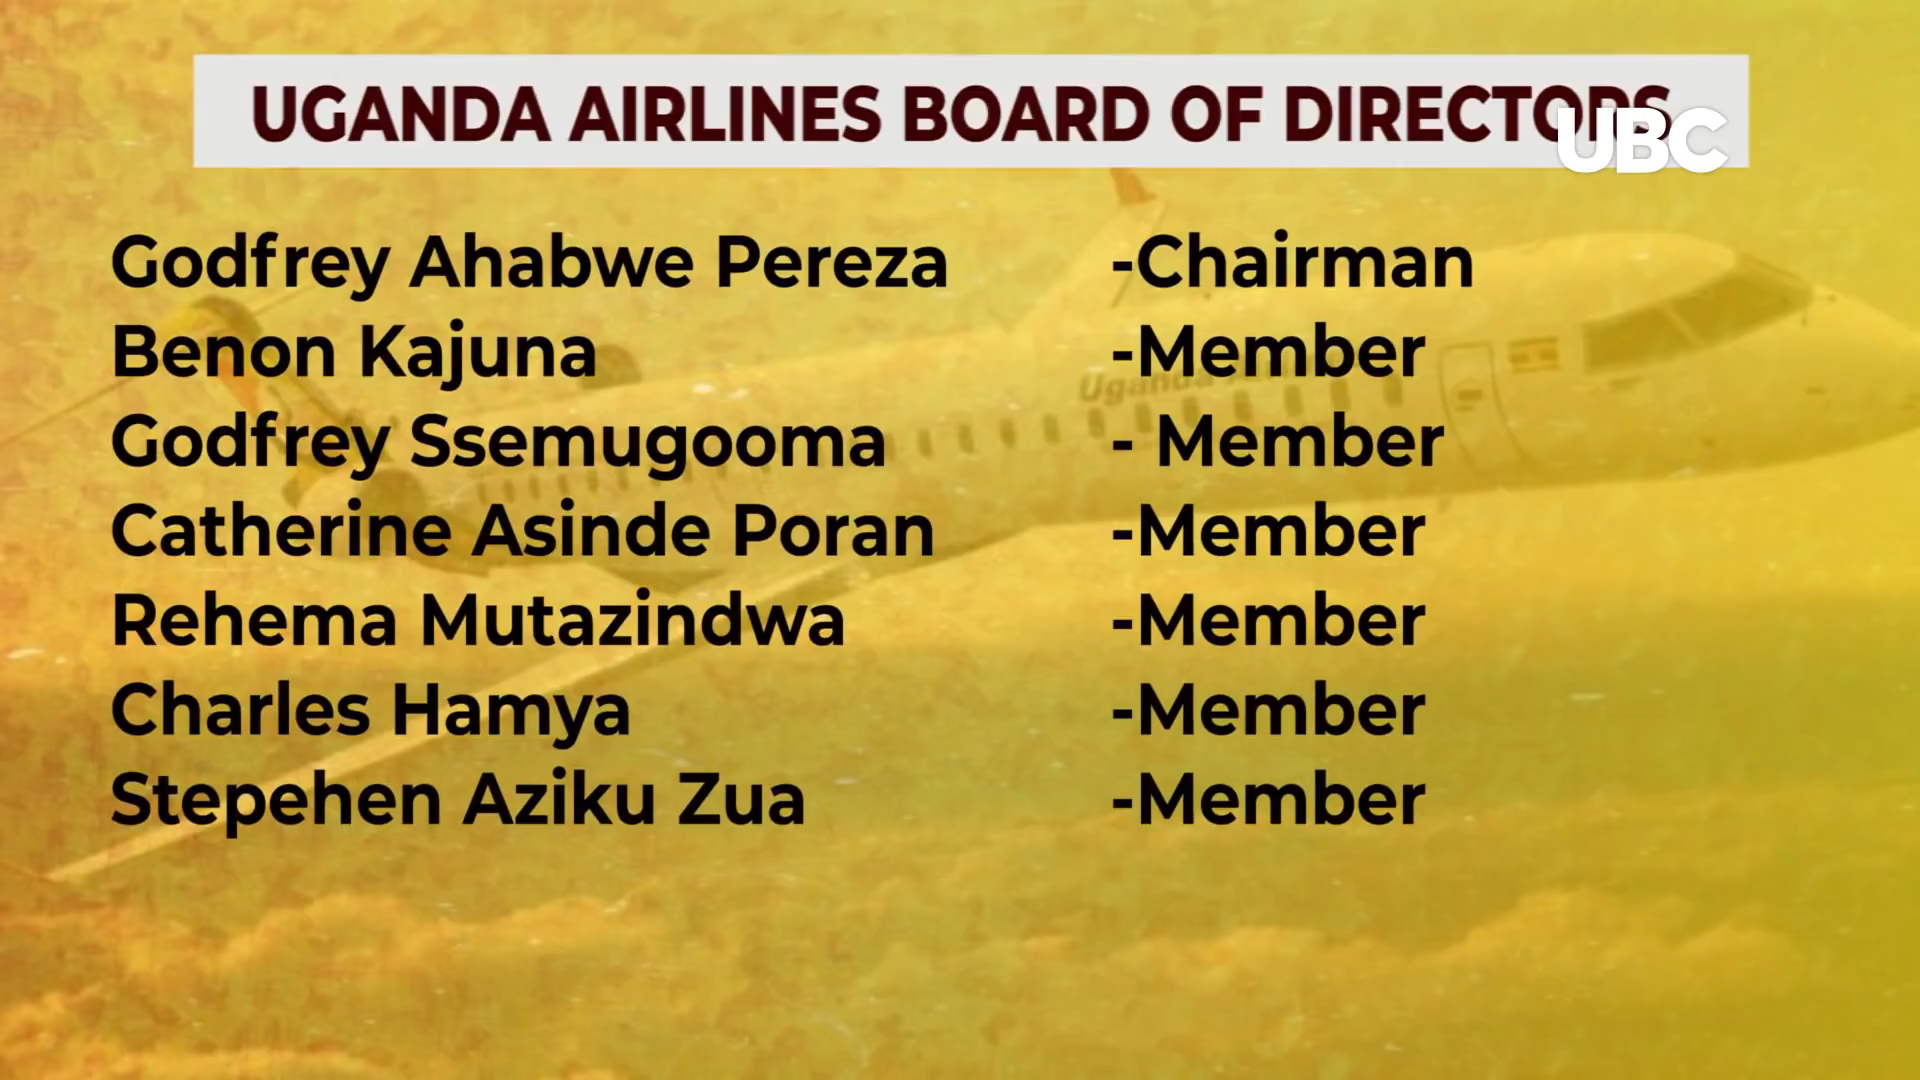 UGANDA AIRLINES BOARD OF DIRECTORS
UBC
Godfrey Ahabwe Pereza -Chairman
Benon Kajuna -Member
Godfrey Ssemugooma - Member
Catherine Asinde Poran -Member
Rehema Mutazindwa -Member
Charles Hamya -Member
Stepehen Aziku Zua -Member
Uganda